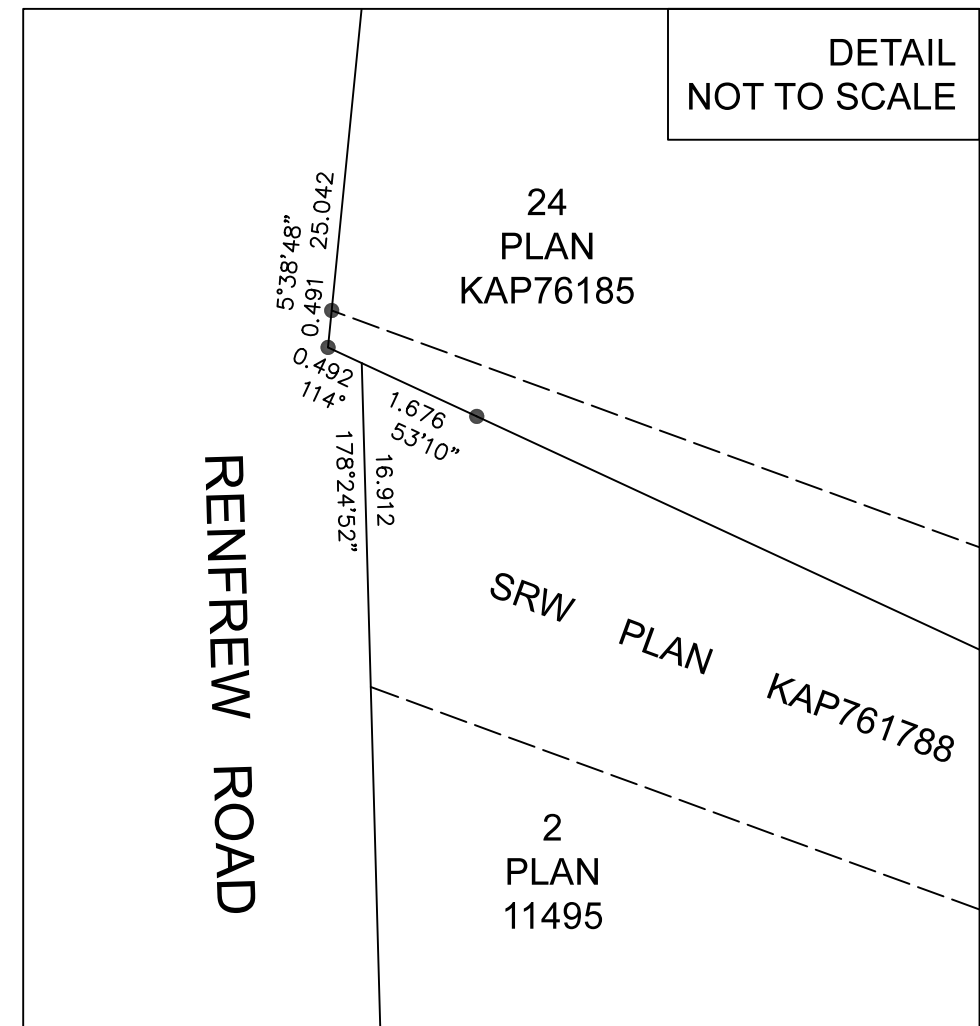 DETAIL
NOT TO SCALE
24
PLAN
KAP76185
25.042
5°38'48"
0.491
0.492
114°
1.676
53'10"
178°24'52"
16.912
RENFREW ROAD
SRW PLAN KAP761788
2
PLAN
11495